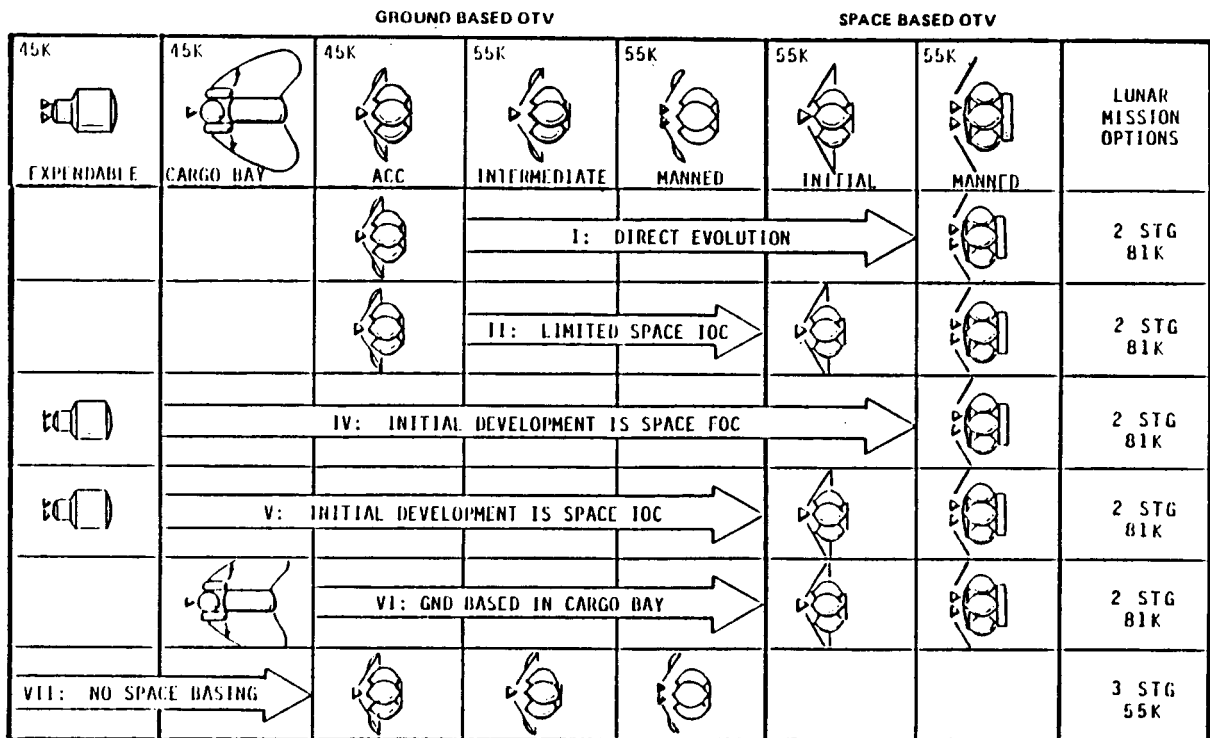 GROUND BASED OTV
SPACE BASED OTV
45K
45K
45K
55K
55K
55K
55K
EXPENDABLE
CARGO BAY
ACC
INTERMEDIATE
MANNED
INITIAL
MANNED
LUNAR
MISSION
OPTIONS
I: DIRECT EVOLUTION
2 STG
81K
II: LIMITED SPACE IOC
2 STG
81K
IV: INITIAL DEVELOPMENT IS SPACE FOC
2 STG
81K
V: INITIAL DEVELOPMENT IS SPACE IOC
2 STG
81K
VI: GND BASED IN CARGO BAY
2 STG
81K
VII: NO SPACE BASING
3 STG
55K